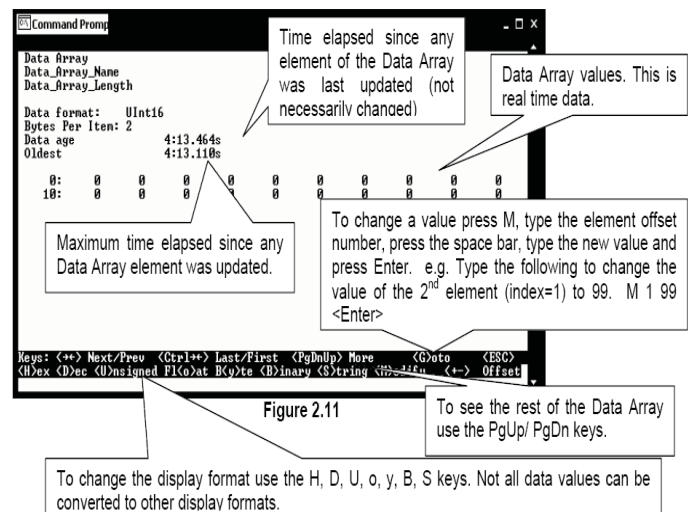 Command Promp
Time elapsed since any
element of the Data Array
was last updated (not
necessarily changed)
Data Array values. This is
real time data.
Data Array
Data_Array_Name
Data_Array_Length
Data format: UInt16
Bytes Per Item: 2
Data age 4:13.464s
Oldest 4:13.110s
0: 0 0 0 0 0 0 0 0 0 0
10: 0 0 0 0 0 0 0 0 0 0
Maximum time elapsed since any
Data Array element was updated.
To change a value press M, type the element offset
number, press the space bar, type the new value and
press Enter. e.g. Type the following to change the
value of the 2nd element (index=1) to 99. M 1 99
<Enter>
Keys: <→←> Next/Prev <Ctrl→←> Last/First <PgDnUp> More <G>oto <ESC>
<H>ex <D>ec <U>nsigned Fl<o>at B<y>te <B>inary <S>tring <M>odify <+-> Offset
Figure 2.11
To see the rest of the Data Array
use the PgUp/ PgDn keys.
To change the display format use the H, D, U, o, y, B, S keys. Not all data values can be
converted to other display formats.